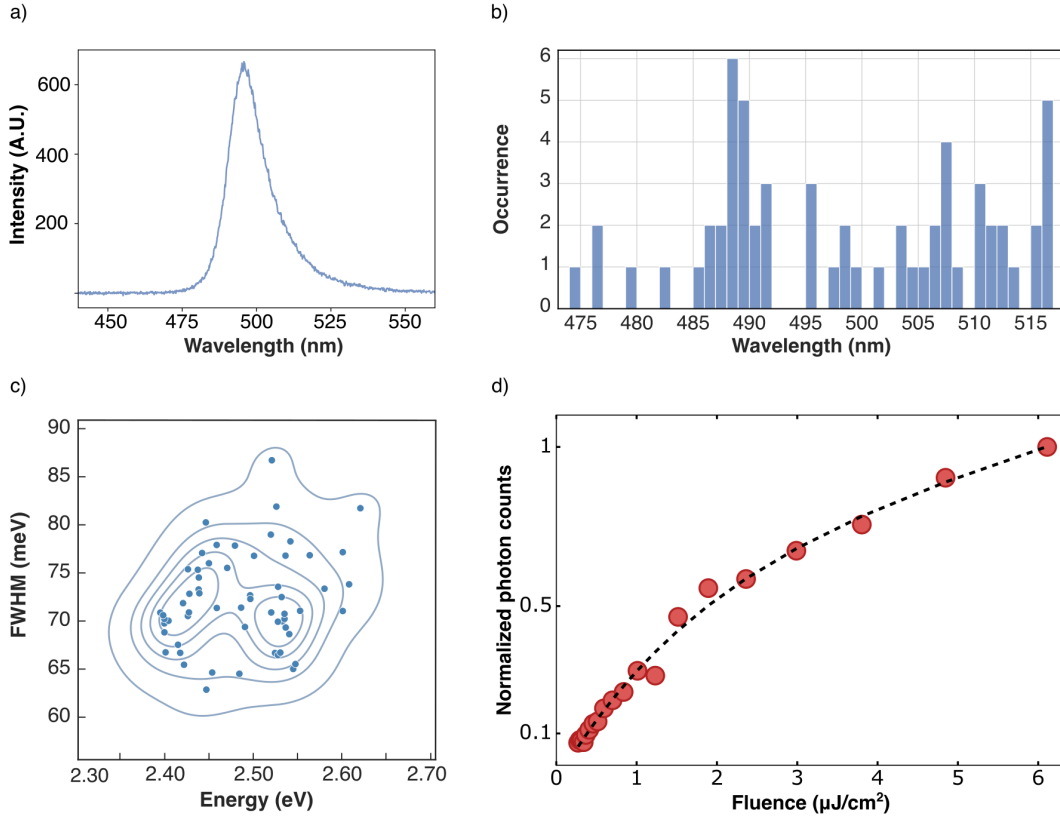 a)
Intensity (A.U.)
600
400
200
450 475 500 525 550
Wavelength (nm)
b)
Occurrence
6
5
4
3
2
1
0
475 480 485 490 495 500 505 510 515
Wavelength (nm)
c)
FWHM (meV)
90
85
80
75
70
65
60
2.30 2.40 2.50 2.60 2.70
Energy (eV)
d)
Normalized photon counts
1
0.5
0.1
0 1 2 3 4 5 6
Fluence (μJ/cm²)